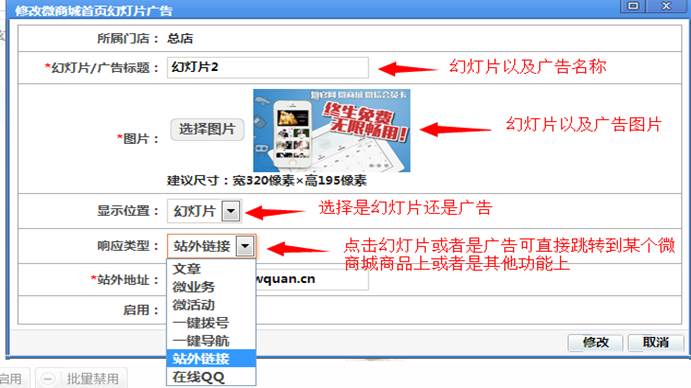 修改微商城首页幻灯片广告
所属门店： 总店
*幻灯片/广告标题： 幻灯片2
幻灯片以及广告名称
*图片： 选择图片
终生免费
无限畅用！
幻灯片以及广告图片
建议尺寸：宽320像素×高195像素
显示位置： 幻灯片
选择是幻灯片还是广告
响应类型： 站外链接
点击幻灯片或者是广告可直接跳转到某个微
商城商品上或者是其他功能上
*站外地址： wquan.cn
文章
微业务
微活动
启用：
一键拨号
一键导航
站外链接
在线QQ
修改 取消
启用 批量禁用